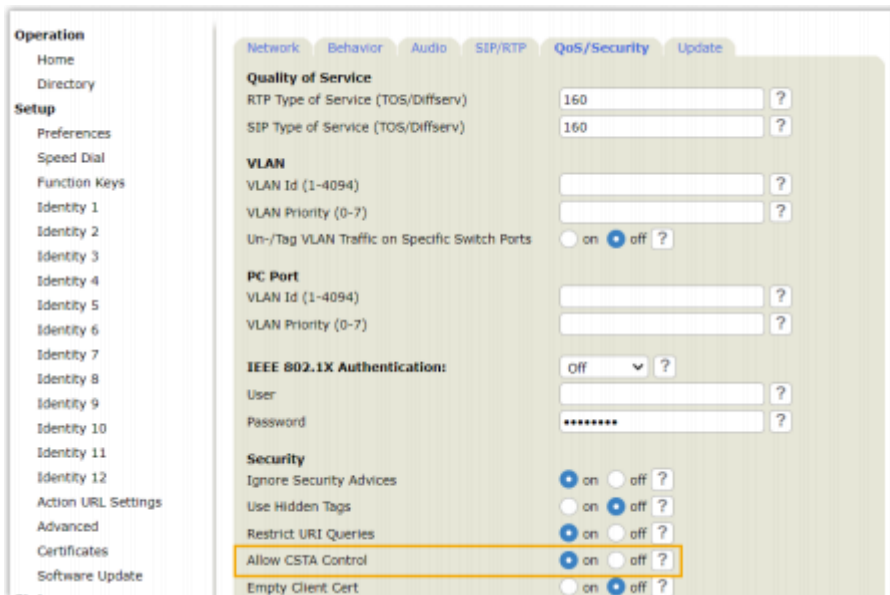 Operation
Home
Directory
Setup
Preferences
Speed Dial
Function Keys
Identity 1
Identity 2
Identity 3
Identity 4
Identity 5
Identity 6
Identity 7
Identity 8
Identity 9
Identity 10
Identity 11
Identity 12
Action URL Settings
Advanced
Certificates
Software Update
Network Behavior Audio SIP/RTP QoS/Security Update
Quality of Service
RTP Type of Service (TOS/Diffserv) 160 ?
SIP Type of Service (TOS/Diffserv) 160 ?
VLAN
VLAN Id (1-4094) ?
VLAN Priority (0-7) ?
Un-/Tag VLAN Traffic on Specific Switch Ports on off ?
PC Port
VLAN Id (1-4094) ?
VLAN Priority (0-7) ?
IEEE 802.1X Authentication: Off ?
User ?
Password •••••••• ?
Security
Ignore Security Advices on off ?
Use Hidden Tags on off ?
Restrict URI Queries on off ?
Allow CSTA Control on off ?
Empty Client Cert on off ?